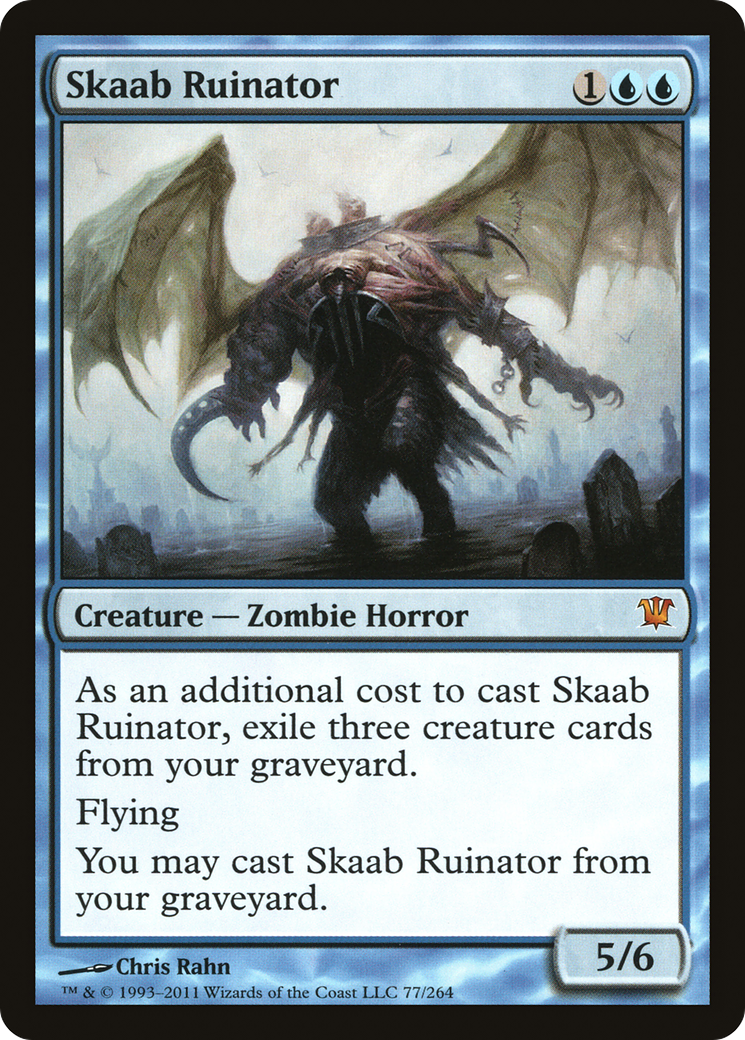 Skaab Ruinator 1
Creature — Zombie Horror
As an additional cost to cast Skaab
Ruinator, exile three creature cards
from your graveyard.
Flying
You may cast Skaab Ruinator from
your graveyard.
5/6
Chris Rahn
™ & © 1993–2011 Wizards of the Coast LLC 77/264